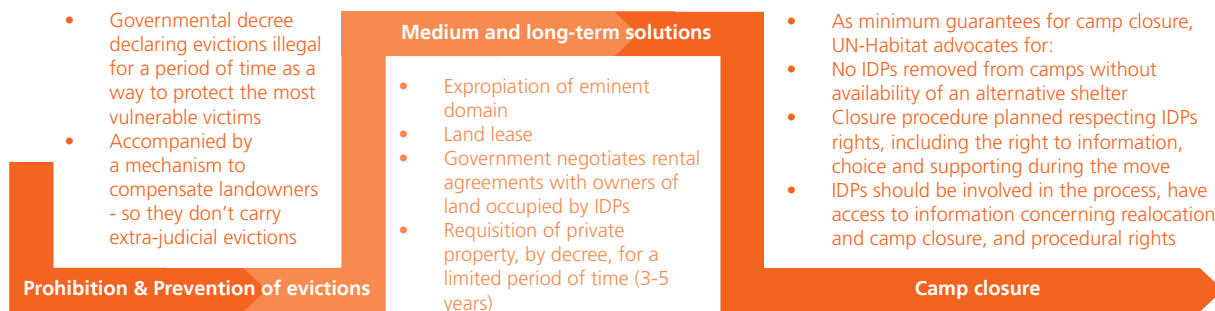 • Governmental decree
declaring evictions illegal
for a period of time as a
way to protect the most
vulnerable victims
• Accompanied by
a mechanism to
compensate landowners
- so they don't carry
extra-judicial evictions
Prohibition & Prevention of evictions
Medium and long-term solutions
• Expropiation of eminent
domain
• Land lease
• Government negotiates rental
agreements with owners of
land occupied by IDPs
• Requisition of private
property, by decree, for a
limited period of time (3-5
years)
• As minimum guarantees for camp closure,
UN-Habitat advocates for:
• No IDPs removed from camps without
availability of an alternative shelter
• Closure procedure planned respecting IDPs
rights, including the right to information,
choice and supporting during the move
• IDPs should be involved in the process, have
access to information concerning realocation
and camp closure, and procedural rights
Camp closure